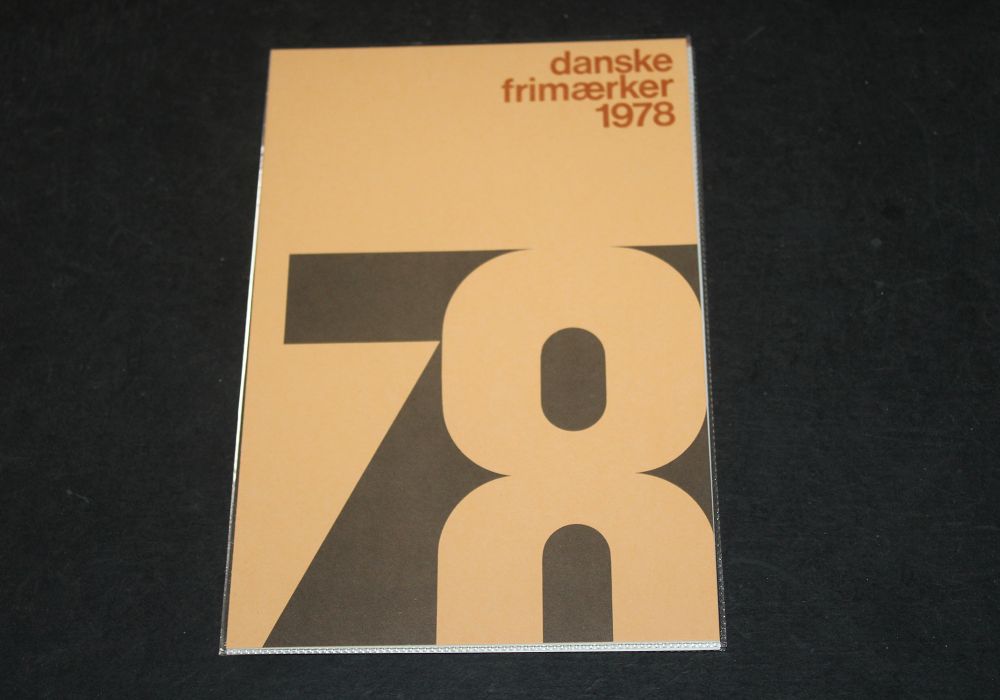 danske
frimærker
1978
78